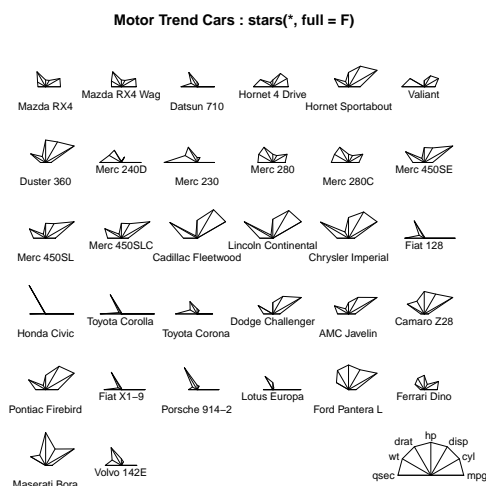 Motor Trend Cars : stars(*, full = F)
Mazda RX4
Mazda RX4 Wag
Datsun 710
Hornet 4 Drive
Hornet Sportabout
Valiant
Duster 360
Merc 240D
Merc 230
Merc 280
Merc 280C
Merc 450SE
Merc 450SL
Merc 450SLC
Cadillac Fleetwood
Lincoln Continental
Chrysler Imperial
Fiat 128
Honda Civic
Toyota Corolla
Toyota Corona
Dodge Challenger
AMC Javelin
Camaro Z28
Pontiac Firebird
Fiat X1−9
Porsche 914−2
Lotus Europa
Ford Pantera L
Ferrari Dino
Maserati Bora
Volvo 142E
hp
drat
disp
wt
cyl
qsec
mpg